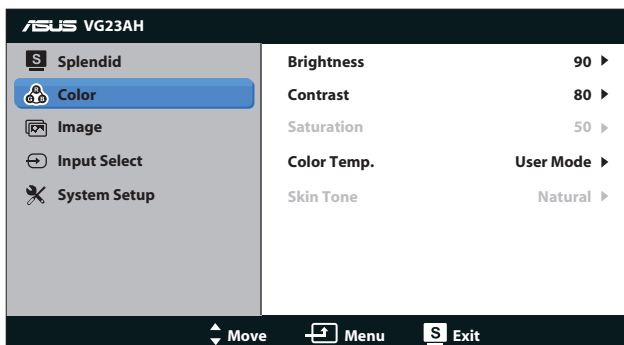 ASUS VG23AH
S Splendid
Color
Image
Input Select
System Setup
Brightness 90
Contrast 80
Saturation 50
Color Temp. User Mode
Skin Tone Natural
Move Menu S Exit